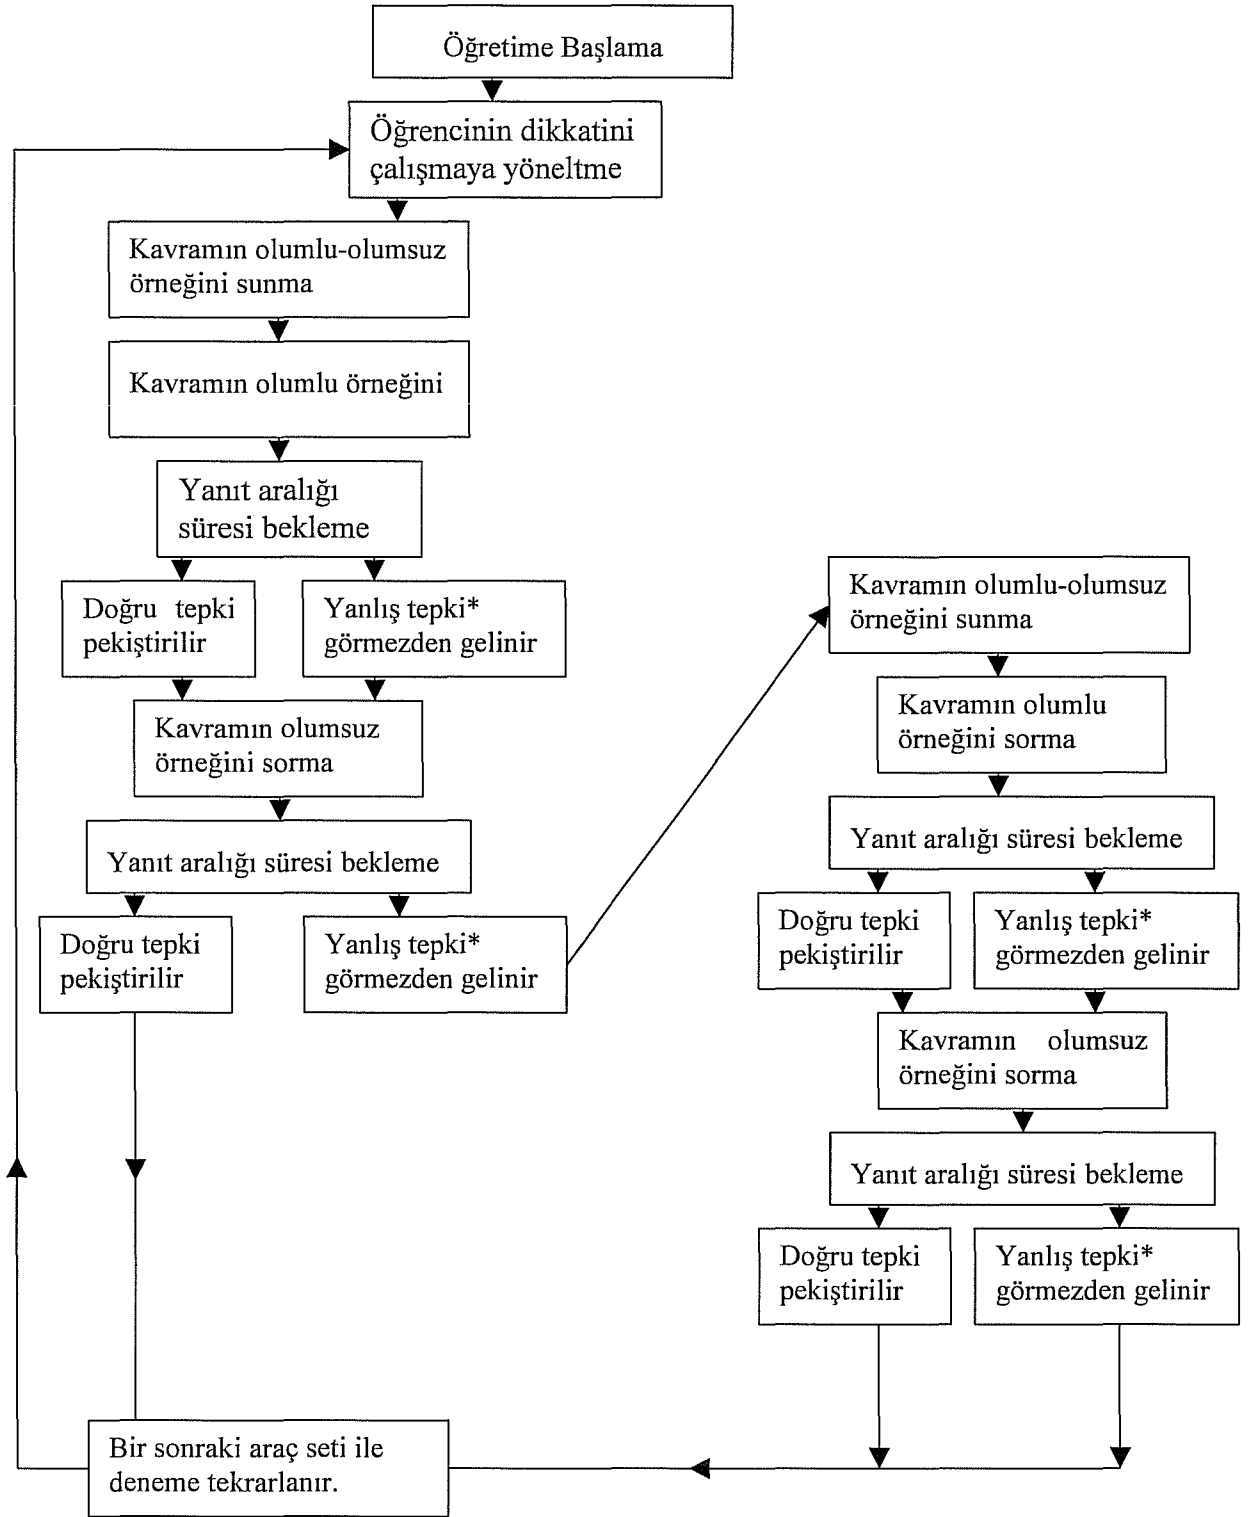 Öğretime Başlama
Öğrencinin dikkatini
çalışmaya yöneltme
Kavramın olumlu-olumsuz
örneğini sunma
Kavramın olumlu örneğini
Yanıt aralığı
süresi bekleme
Doğru tepki
pekiştirilir
Yanlış tepki*
görmezden gelinir
Kavramın olumsuz
örneğini sorma
Yanıt aralığı süresi bekleme
Doğru tepki
pekiştirilir
Yanlış tepki*
görmezden gelinir
Kavramın olumlu-olumsuz
örneğini sunma
Kavramın olumlu
örneğini sorma
Yanıt aralığı süresi bekleme
Doğru tepki
pekiştirilir
Yanlış tepki*
görmezden gelinir
Kavramın olumsuz
örneğini sorma
Yanıt aralığı süresi bekleme
Doğru tepki
pekiştirilir
Yanlış tepki*
görmezden gelinir
Bir sonraki araç seti ile
deneme tekrarlanır.